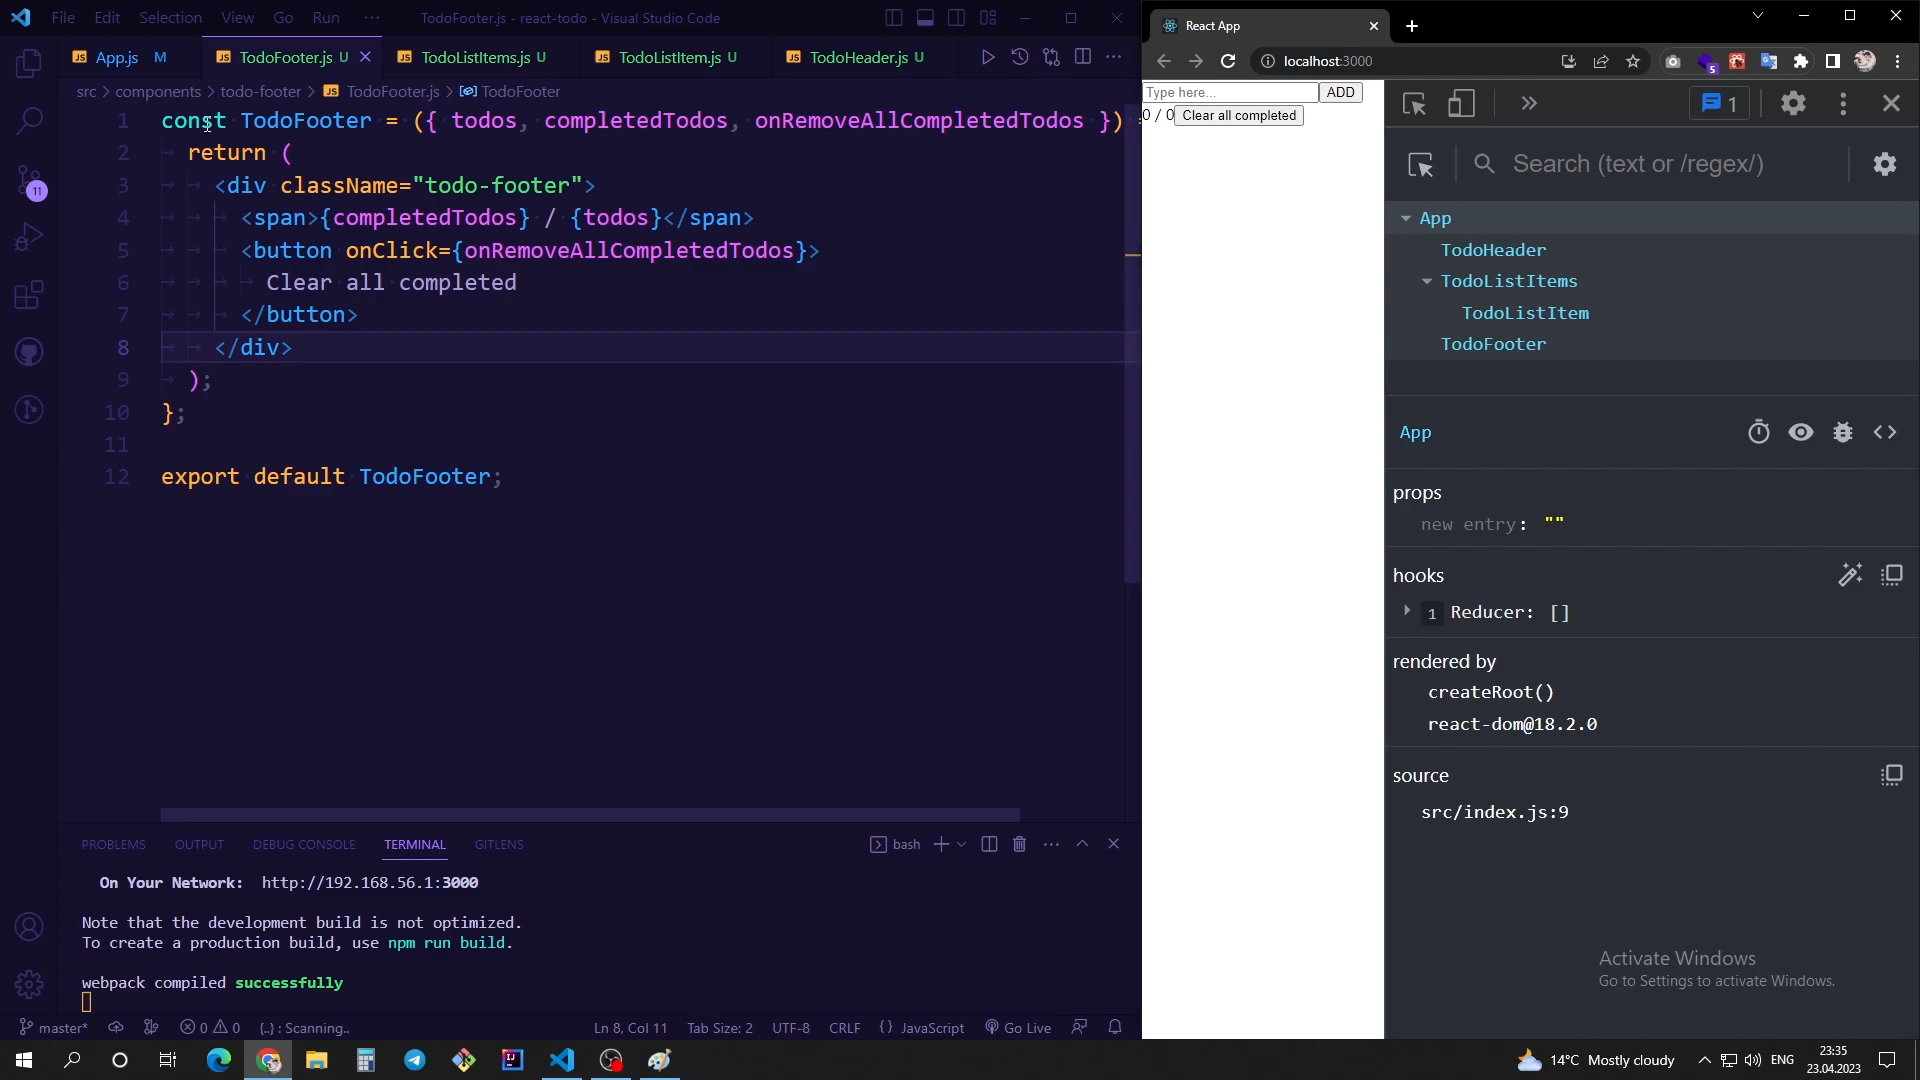 File Edit Selection View Go Run ··· TodoFooter.js - react-todo - Visual Studio Code
App.js M TodoFooter.js U TodoListItems.js U TodoListItem.js U TodoHeader.js U
src > components > todo-footer > TodoFooter.js > TodoFooter
1 const TodoFooter = ({ todos, completedTodos, onRemoveAllCompletedTodos })
2 return (
3 <div className="todo-footer">
4 <span>{completedTodos} / {todos}</span>
5 <button onClick={onRemoveAllCompletedTodos}>
6 Clear all completed
7 </button>
8 </div>
9 );
10 };
11
12 export default TodoFooter;
11
PROBLEMS OUTPUT DEBUG CONSOLE TERMINAL GITLENS
bash
On Your Network: http://192.168.56.1:3000
Note that the development build is not optimized.
To create a production build, use npm run build.
webpack compiled successfully
master* 0 0 {..} : Scanning.. Ln 8, Col 11 Tab Size: 2 UTF-8 CRLF {} JavaScript Go Live
React App
localhost:3000
5
Type here... ADD
0 / 0 Clear all completed
1
Search (text or /regex/)
App
TodoHeader
TodoListItems
TodoListItem
TodoFooter
App
props
new entry: ""
hooks
1 Reducer: []
rendered by
createRoot()
react-dom@18.2.0
source
src/index.js:9
Activate Windows
Go to Settings to activate Windows.
14°C Mostly cloudy ENG
23:35
23.04.2023